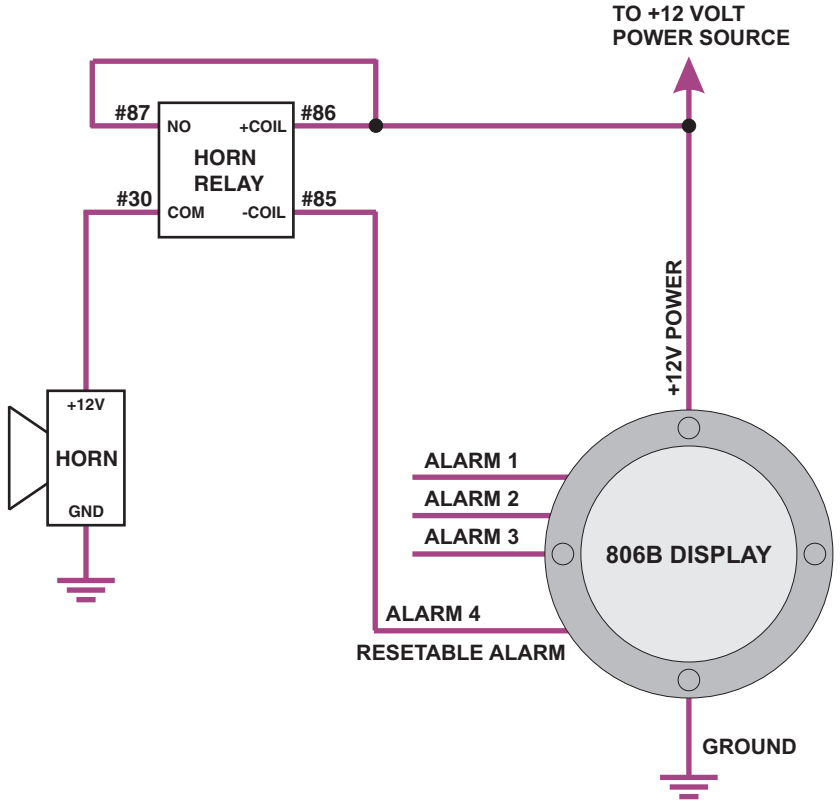 TO +12 VOLT
POWER SOURCE
#87
#86
NO
+COIL
HORN
RELAY
#30
#85
COM
-COIL
+12V POWER
+12V
HORN
GND
ALARM 1
ALARM 2
ALARM 3
806B DISPLAY
ALARM 4
RESETABLE ALARM
GROUND